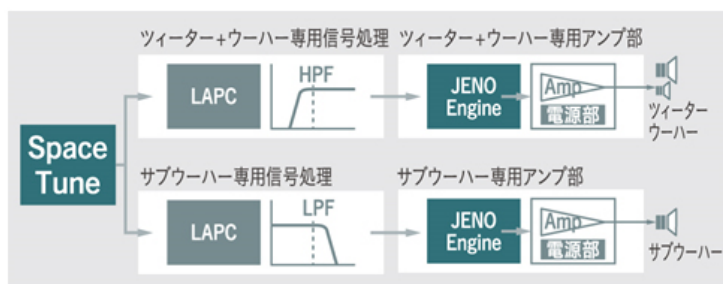 ツィーター+ウーハー専用信号処理
ツィーター+ウーハー専用アンプ部
LAPC
HPF
JENO
Engine
Amp
電源部
ツィーター
ウーハー
Space
Tune
サブウーハー専用信号処理
サブウーハー専用アンプ部
LAPC
LPF
JENO
Engine
Amp
電源部
サブウーハー